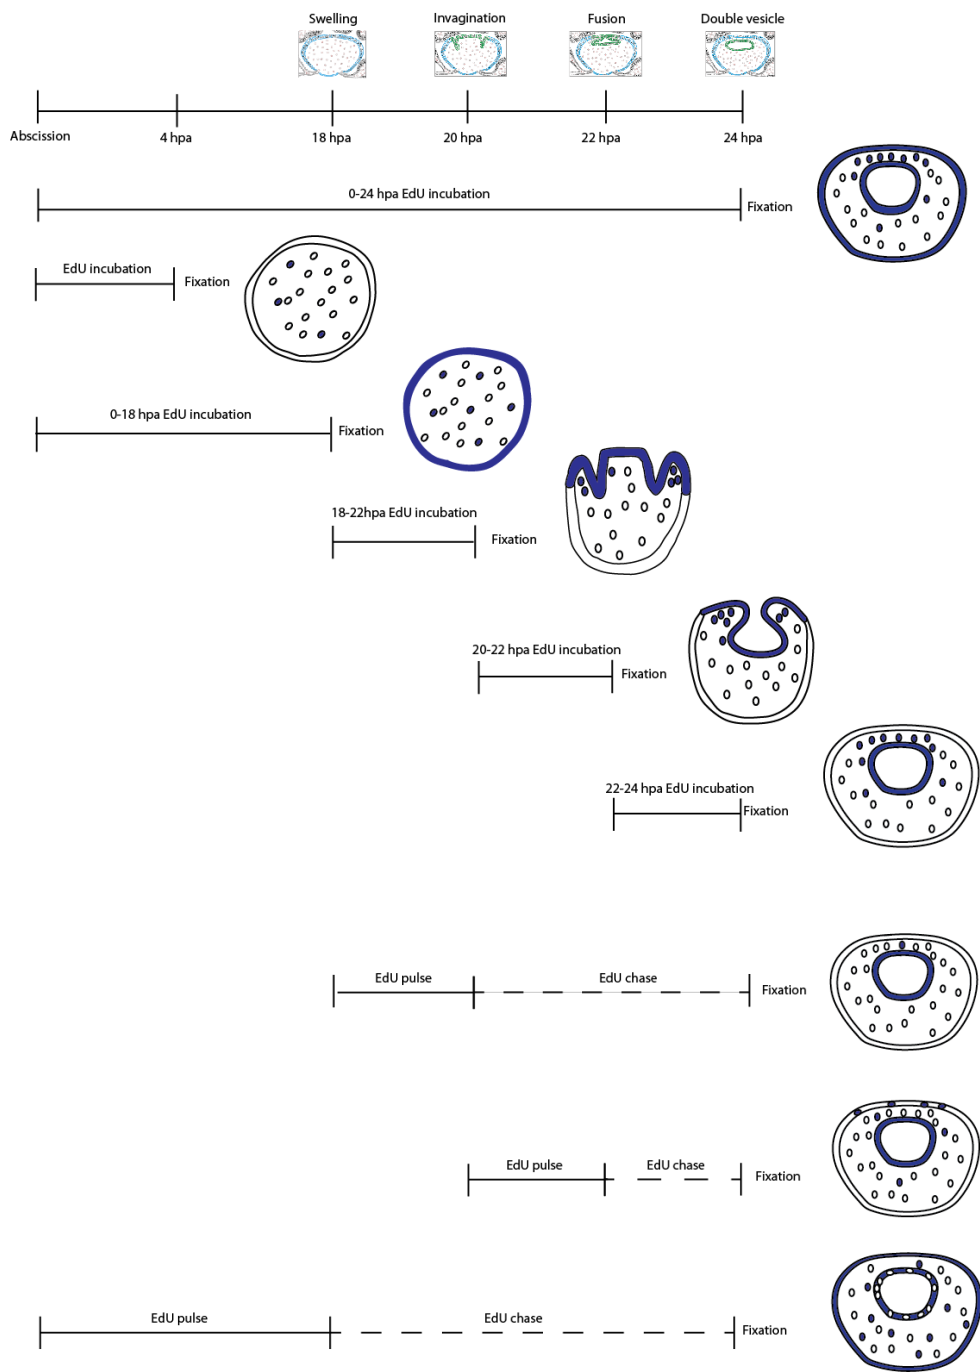 Swelling
Invagination
Fusion
Double vesicle
Abscission
4 hpa
18 hpa
20 hpa
22 hpa
24 hpa
0-24 hpa EdU incubation
Fixation
EdU incubation
Fixation
0-18 hpa EdU incubation
Fixation
18-22hpa EdU incubation
Fixation
20-22 hpa EdU incubation
Fixation
22-24 hpa EdU incubation
Fixation
EdU pulse
EdU chase
Fixation
EdU pulse
EdU chase
Fixation
EdU pulse
EdU chase
Fixation